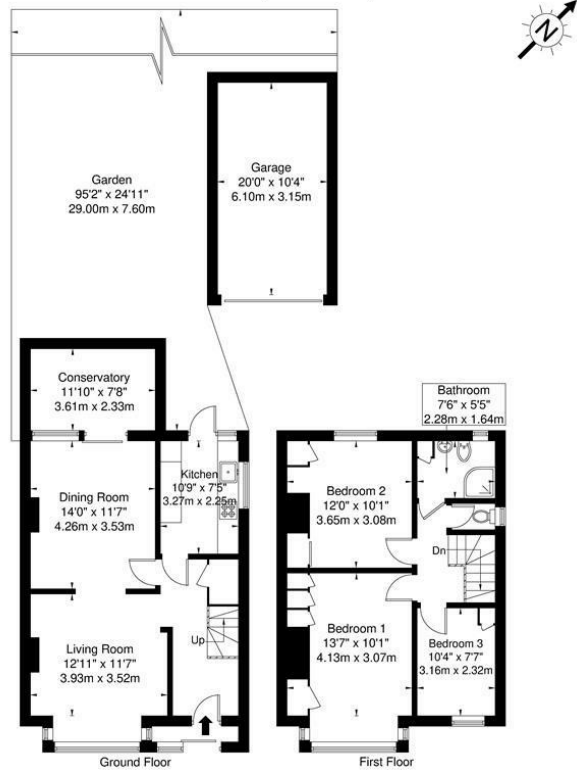 N
Garden
95'2" x 24'11"
29.00m x 7.60m
Garage
20'0" x 10'4"
6.10m x 3.15m
Conservatory
11'10" x 7'8"
3.61m x 2.33m
Kitchen
10'9" x 7'5"
3.27m x 2.25m
Dining Room
14'0" x 11'7"
4.26m x 3.53m
Living Room
12'11" x 11'7"
3.93m x 3.52m
Up
Ground Floor
Bathroom
7'6" x 5'5"
2.28m x 1.64m
Bedroom 2
12'0" x 10'1"
3.65m x 3.08m
Dn
Bedroom 1
13'7" x 10'1"
4.13m x 3.07m
Bedroom 3
10'4" x 7'7"
3.16m x 2.32m
First Floor